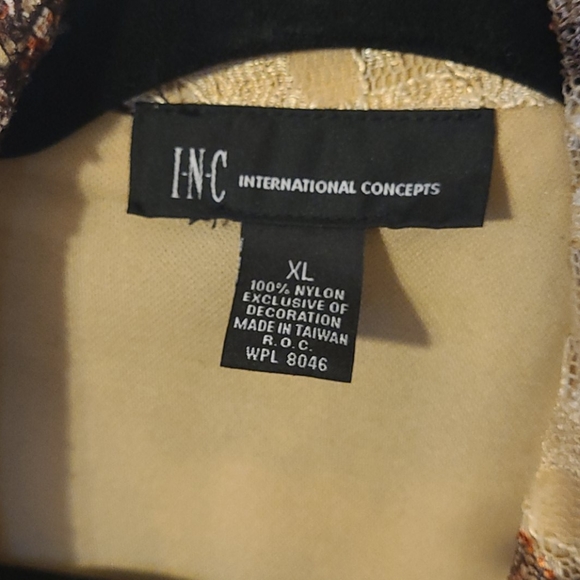 I-N-C INTERNATIONAL CONCEPTS
XL
100% NYLON
EXCLUSIVE OF
DECORATION
MADE IN TAIWAN
R.O.C.
WPL 8046